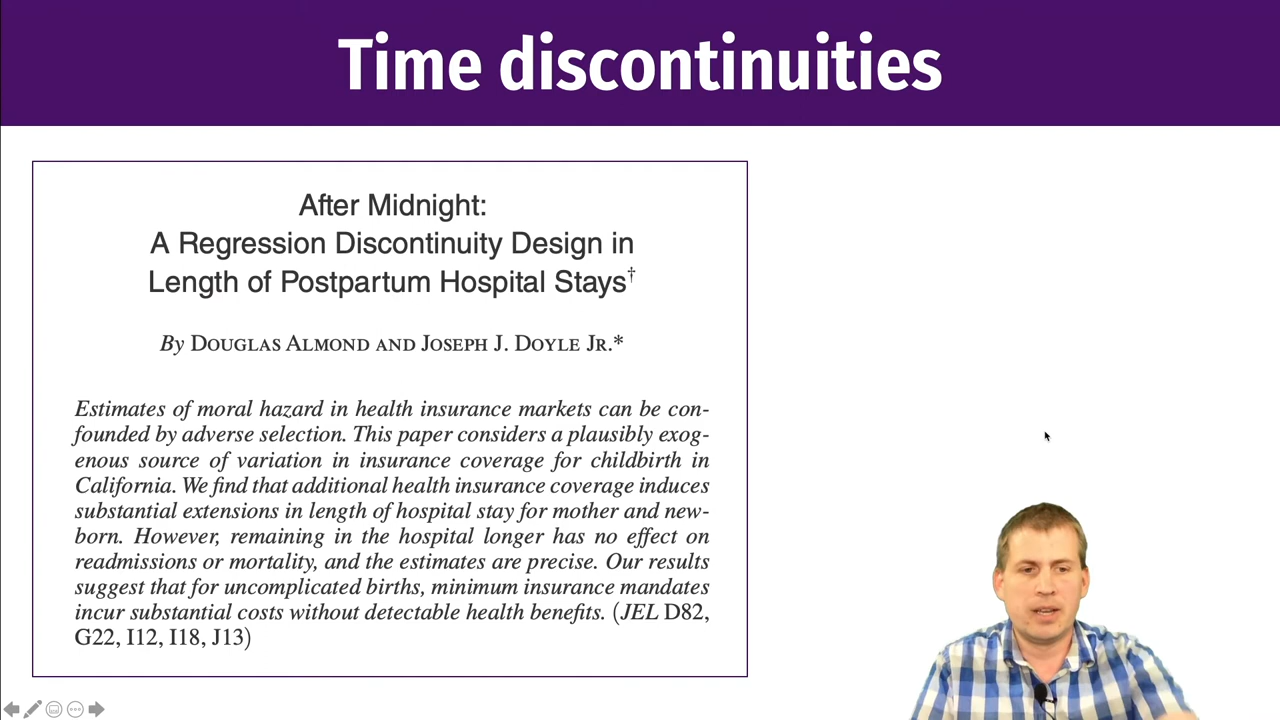 Time discontinuities
After Midnight:
A Regression Discontinuity Design in
Length of Postpartum Hospital Stays†
By Douglas Almond and Joseph J. Doyle Jr.*
Estimates of moral hazard in health insurance markets can be con-
founded by adverse selection. This paper considers a plausibly exog-
enous source of variation in insurance coverage for childbirth in
California. We find that additional health insurance coverage induces
substantial extensions in length of hospital stay for mother and new-
born. However, remaining in the hospital longer has no effect on
readmissions or mortality, and the estimates are precise. Our results
suggest that for uncomplicated births, minimum insurance mandates
incur substantial costs without detectable health benefits. (JEL D82,
G22, I12, I18, J13)